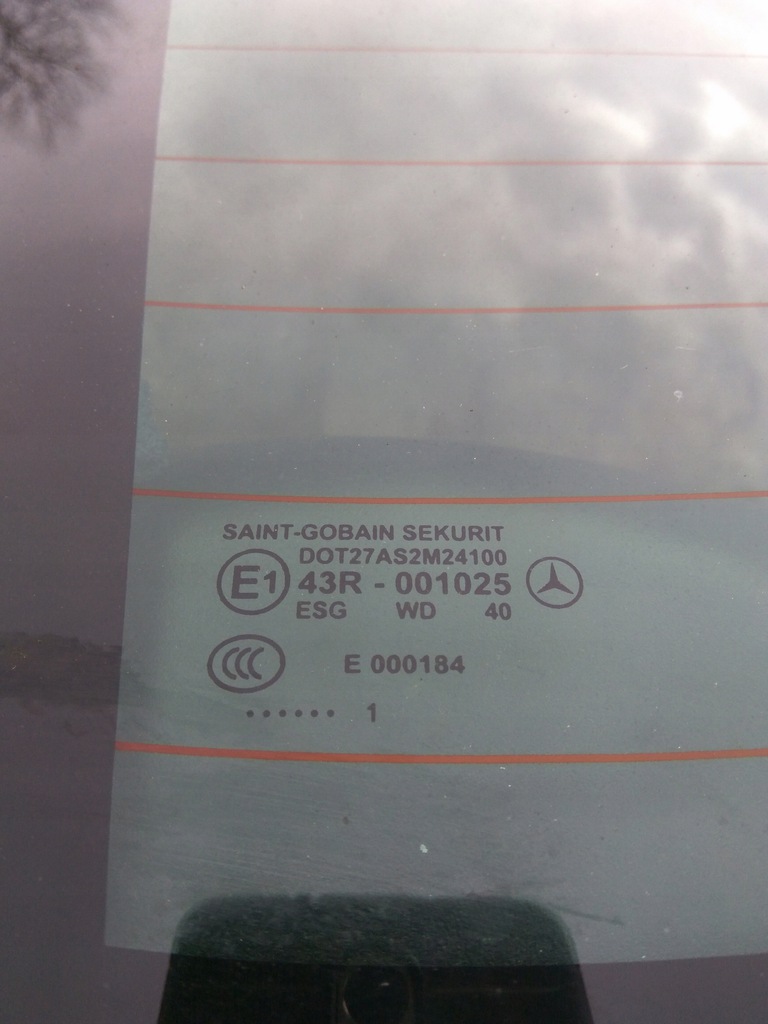 SAINT-GOBAIN SEKURIT
DOT27AS2M24100
E1 43R - 001025
ESG WD 40
CCC E 000184
...... 1